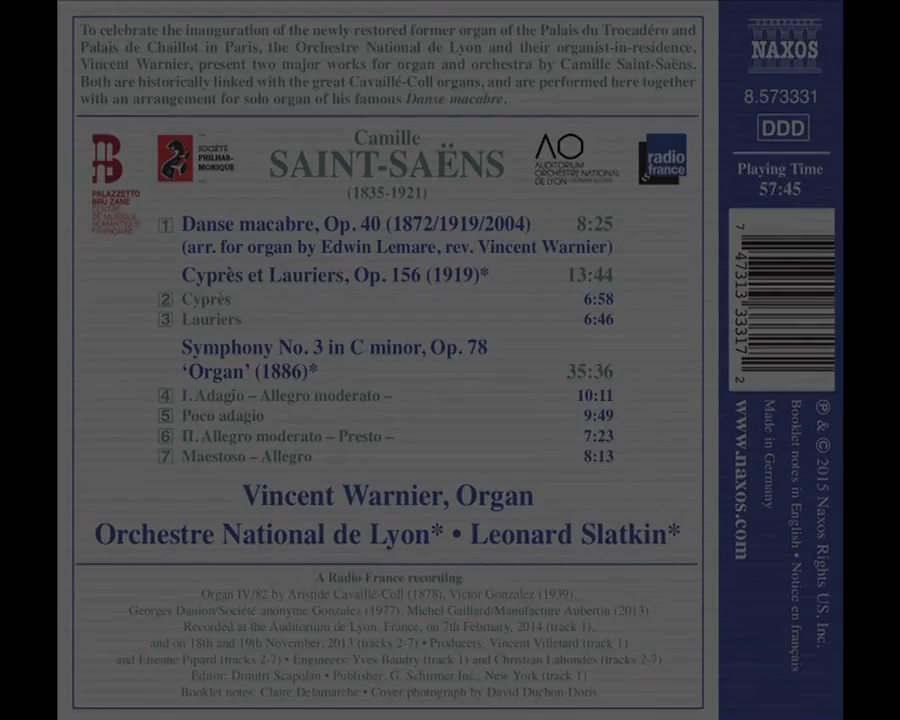 To celebrate the inauguration of the newly restored former organ of the Palais du Trocadéro and
Palais de Chaillot in Paris, the Orchestre National de Lyon and their organist-in-residence,
Vincent Warnier, present two major works for organ and orchestra by Camille Saint-Saëns.
Both are historically linked with the great Cavaillé-Coll organs, and are performed here together
with an arrangement for solo organ of his famous Danse macabre.
PALAZZETTO
BRU ZANE
CENTRE
DE MUSIQUE
ROMANTIQUE
FRANÇAISE
SOCIÉTÉ
PHILHAR-
MONIQUE
Camille
SAINT-SAËNS
(1835-1921)
AO
AUDITORIUM
ORCHESTRE NATIONAL
DE LYON
radio
france
1 Danse macabre, Op. 40 (1872/1919/2004) 8:25
(arr. for organ by Edwin Lemare, rev. Vincent Warnier)
Cyprès et Lauriers, Op. 156 (1919)* 13:44
2 Cyprès 6:58
3 Lauriers 6:46
Symphony No. 3 in C minor, Op. 78
‘Organ’ (1886)* 35:36
4 I. Adagio – Allegro moderato – 10:11
5 Poco adagio 9:49
6 II. Allegro moderato – Presto – 7:23
7 Maestoso – Allegro 8:13
Vincent Warnier, Organ
Orchestre National de Lyon* • Leonard Slatkin*
A Radio France recording
Organ IV/82 by Aristide Cavaillé-Coll (1878), Victor Gonzalez (1939),
Georges Danion/Société anonyme Gonzalez (1977), Michel Gaillard/Manufacture Aubertin (2013)
Recorded at the Auditorium de Lyon, France, on 7th February, 2014 (track 1),
and on 18th and 19th November, 2013 (tracks 2-7) • Producers: Vincent Villetard (track 1)
and Etienne Pipard (tracks 2-7) • Engineers: Yves Baudry (track 1) and Christian Lahondès (tracks 2-7)
Editor: Dimitri Scapolan • Publisher: G. Schirmer Inc., New York (track 1)
Booklet notes: Claire Delamarche • Cover photograph by David Duchon-Doris
NAXOS
8.573331
DDD
Playing Time
57:45
7 47313 33317 2
℗ & © 2015 Naxos Rights US, Inc.
Booklet notes in English • Notice en français
Made in Germany
www.naxos.com